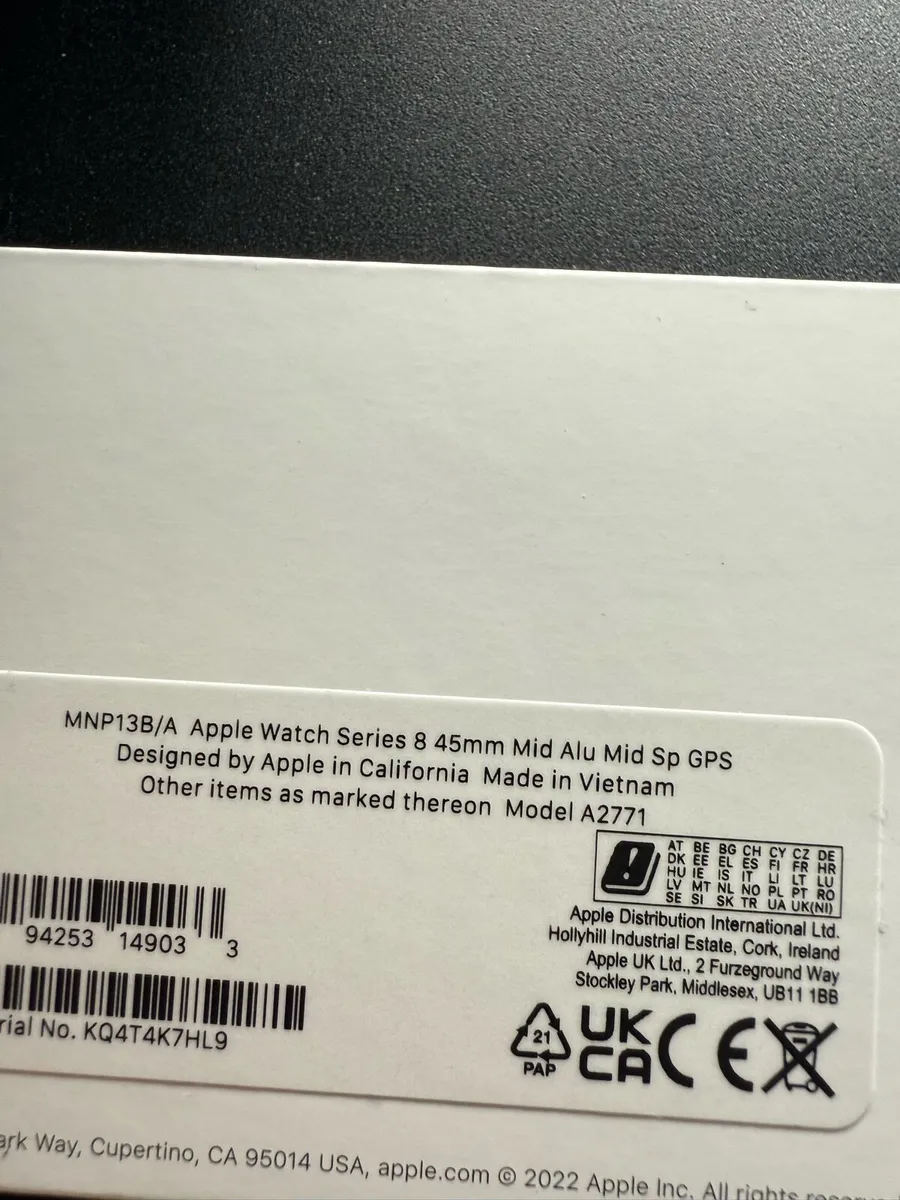 MNP13B/A Apple Watch Series 8 45mm Mid Alu Mid Sp GPS
Designed by Apple in California Made in Vietnam
Other items as marked thereon Model A2771
AT BE BG CH CY CZ DE
DK EE EL ES FI FR HR
HU IE IS IT LI LT LU
LV MT NL NO PL PT RO
SE SI SK TR UA UK(NI)
Apple Distribution International Ltd.
Hollyhill Industrial Estate, Cork, Ireland
Apple UK Ltd., 2 Furzeground Way
Stockley Park, Middlesex, UB11 1BB
94253 14903 3
rial No. KQ4T4K7HL9
21
PAP
UK
CA
CE
ark Way, Cupertino, CA 95014 USA, apple.com © 2022 Apple Inc. All rights reserve